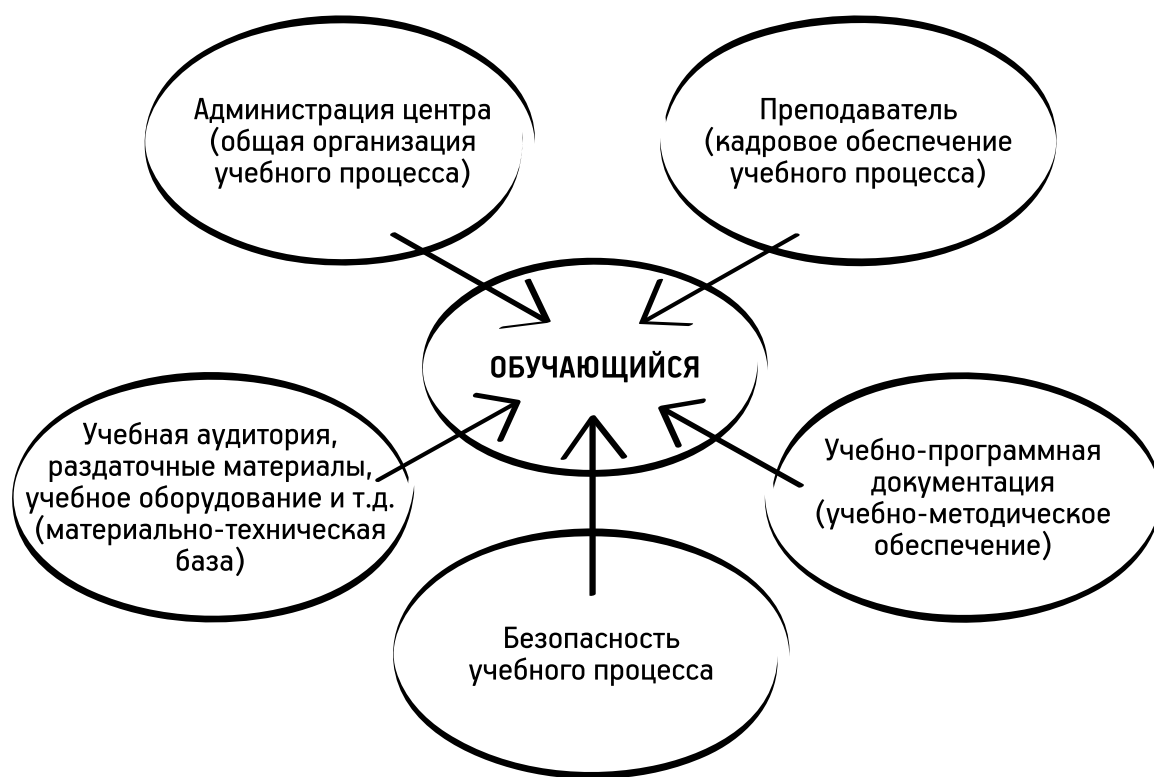 Администрация центра
(общая организация
учебного процесса)
Преподаватель
(кадровое обеспечение
учебного процесса)
ОБУЧАЮЩИЙСЯ
Учебная аудитория,
раздаточные материалы,
учебное оборудование и т.д.
(материально-техническая
база)
Учебно-программная
документация
(учебно-методическое
обеспечение)
Безопасность
учебного процесса